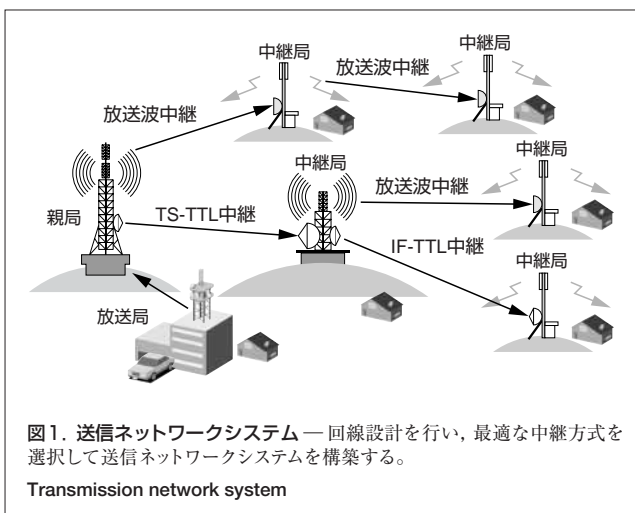 中継局
放送波中継
中継局
放送波中継
中継局
中継局
放送波中継
親局
TS-TTL中継
IF-TTL中継
中継局
放送局
図1. 送信ネットワークシステム — 回線設計を行い, 最適な中継方式を
選択して送信ネットワークシステムを構築する。
Transmission network system